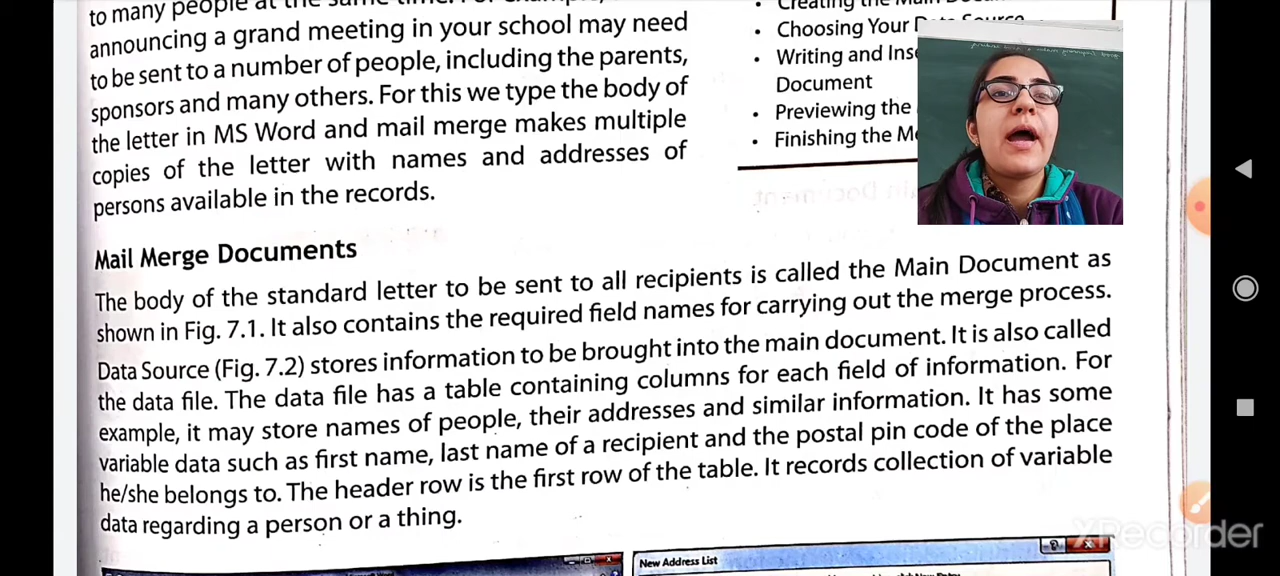 to many people at the same time. For example,
announcing a grand meeting in your school may need
to be sent to a number of people, including the parents,
sponsors and many others. For this we type the body of
the letter in MS Word and mail merge makes multiple
copies of the letter with names and addresses of
persons available in the records.
Creating the Main
Choosing Your Data Source
Writing and Inse
Document
Previewing the
Finishing the Me
Mail Merge Documents
The body of the standard letter to be sent to all recipients is called the Main Document as
shown in Fig. 7.1. It also contains the required field names for carrying out the merge process.
Data Source (Fig. 7.2) stores information to be brought into the main document. It is also called
the data file. The data file has a table containing columns for each field of information. For
example, it may store names of people, their addresses and similar information. It has some
variable data such as first name, last name of a recipient and the postal pin code of the place
he/she belongs to. The header row is the first row of the table. It records collection of variable
data regarding a person or a thing.
New Address List
XRecorder